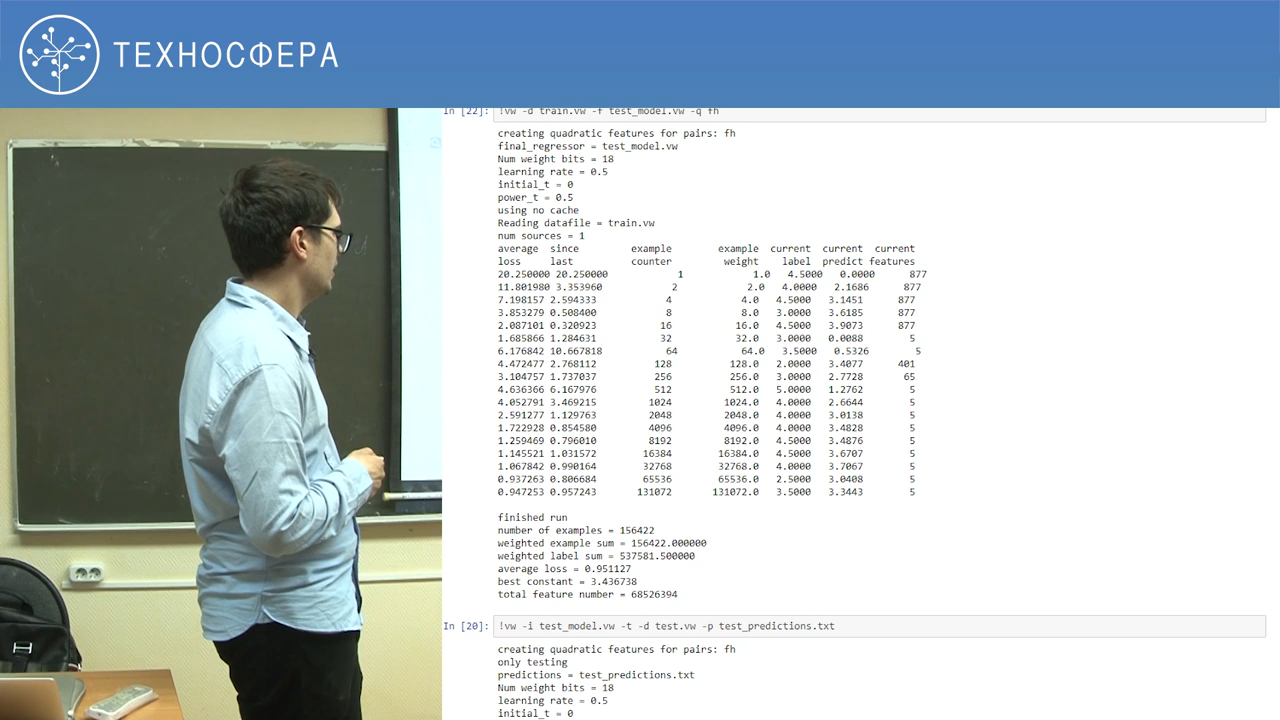 ТЕХНОСФЕРА
In [22]: !vw -d train.vw -f test_model.vw -q fh
creating quadratic features for pairs: fh
final_regressor = test_model.vw
Num weight bits = 18
learning rate = 0.5
initial_t = 0
power_t = 0.5
using no cache
Reading datafile = train.vw
num sources = 1
average since example example current current current
loss last counter weight label predict features
20.250000 20.250000 1 1.0 4.5000 0.0000 877
11.801980 3.353960 2 2.0 4.0000 2.1686 877
7.198157 2.594333 4 4.0 4.5000 3.1451 877
3.853279 0.508400 8 8.0 3.0000 3.6185 877
2.087101 0.320923 16 16.0 4.5000 3.9073 877
1.685866 1.284631 32 32.0 3.0000 0.0088 5
6.176842 10.667818 64 64.0 3.5000 0.5326 5
4.472477 2.768112 128 128.0 2.0000 3.4077 401
3.104757 1.737037 256 256.0 3.0000 2.7728 65
4.636366 6.167976 512 512.0 5.0000 1.2762 5
4.052791 3.469215 1024 1024.0 4.0000 2.6644 5
2.591277 1.129763 2048 2048.0 4.0000 3.0138 5
1.722928 0.854580 4096 4096.0 4.0000 3.4828 5
1.259469 0.796010 8192 8192.0 4.5000 3.4876 5
1.145521 1.031572 16384 16384.0 4.5000 3.6707 5
1.067842 0.990164 32768 32768.0 4.0000 3.7067 5
0.937263 0.806684 65536 65536.0 2.5000 3.0408 5
0.947253 0.957243 131072 131072.0 3.5000 3.3443 5
finished run
number of examples = 156422
weighted example sum = 156422.000000
weighted label sum = 537581.500000
average loss = 0.951127
best constant = 3.436738
total feature number = 68526394
In [20]: !vw -i test_model.vw -t -d test.vw -p test_predictions.txt
creating quadratic features for pairs: fh
only testing
predictions = test_predictions.txt
Num weight bits = 18
learning rate = 0.5
initial_t = 0